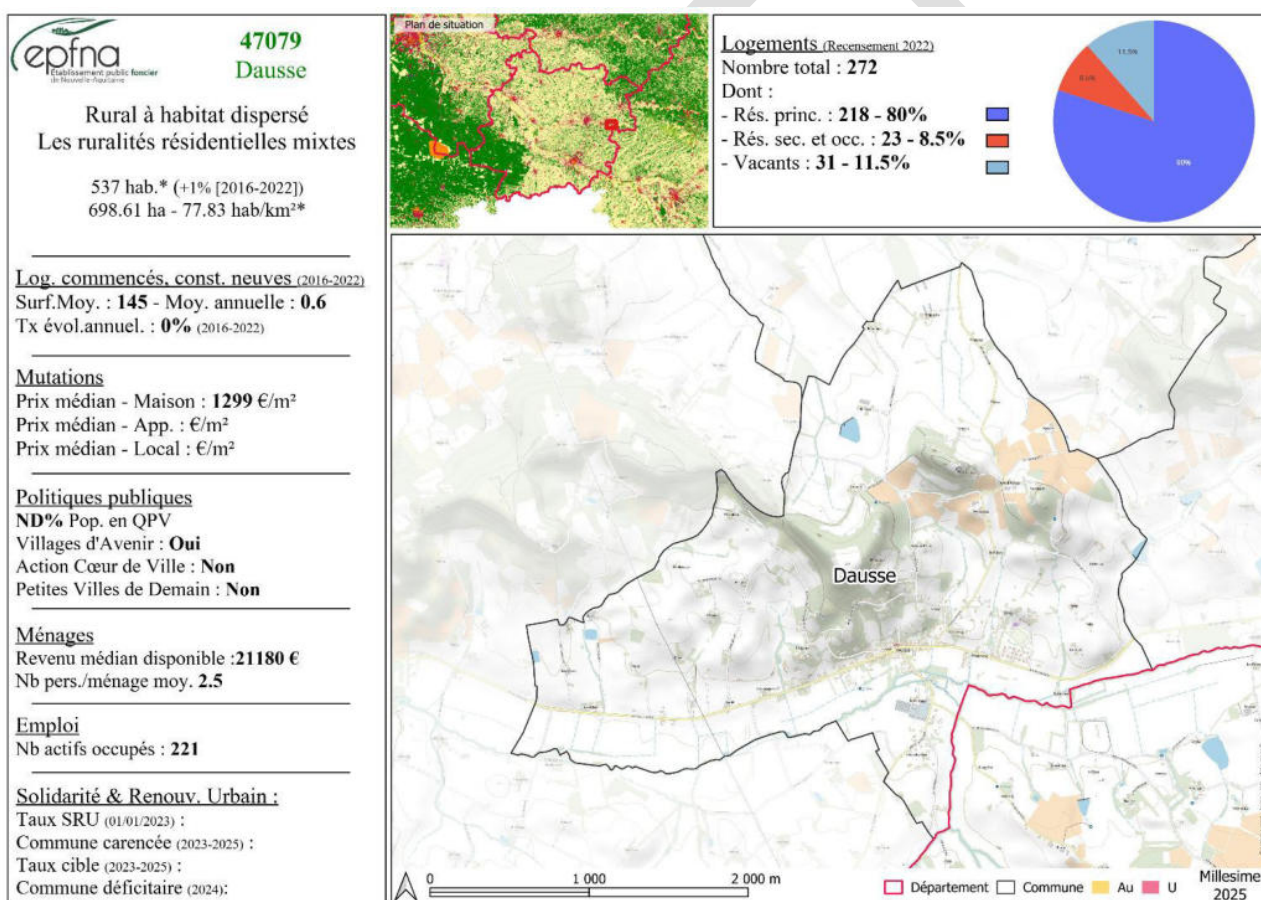 epfna
Établissement public foncier
de Nouvelle-Aquitaine
47079
Dausse
Rural à habitat dispersé
Les ruralités résidentielles mixtes
537 hab.* (+1% [2016-2022])
698.61 ha - 77.83 hab/km²*
Log. commencés, const. neuves (2016-2022)
Surf.Moy. : 145 - Moy. annuelle : 0.6
Tx évol.annuel. : 0% (2016-2022)
Mutations
Prix médian - Maison : 1299 €/m²
Prix médian - App. : €/m²
Prix médian - Local : €/m²
Politiques publiques
ND% Pop. en QPV
Villages d'Avenir : Oui
Action Cœur de Ville : Non
Petites Villes de Demain : Non
Ménages
Revenu médian disponible :21180 €
Nb pers./ménage moy. 2.5
Emploi
Nb actifs occupés : 221
Solidarité & Renouv. Urbain :
Taux SRU (01/01/2023) :
Commune carencée (2023-2025) :
Taux cible (2023-2025) :
Commune déficitaire (2024):
Plan de situation
Logements (Recensement 2022)
Nombre total : 272
Dont :
- Rés. princ. : 218 - 80%
- Rés. sec. et occ. : 23 - 8.5%
- Vacants : 31 - 11.5%
11.5%
80%
Dausse
0 1 000 2 000 m
Département Commune Au U
Millesime
2025